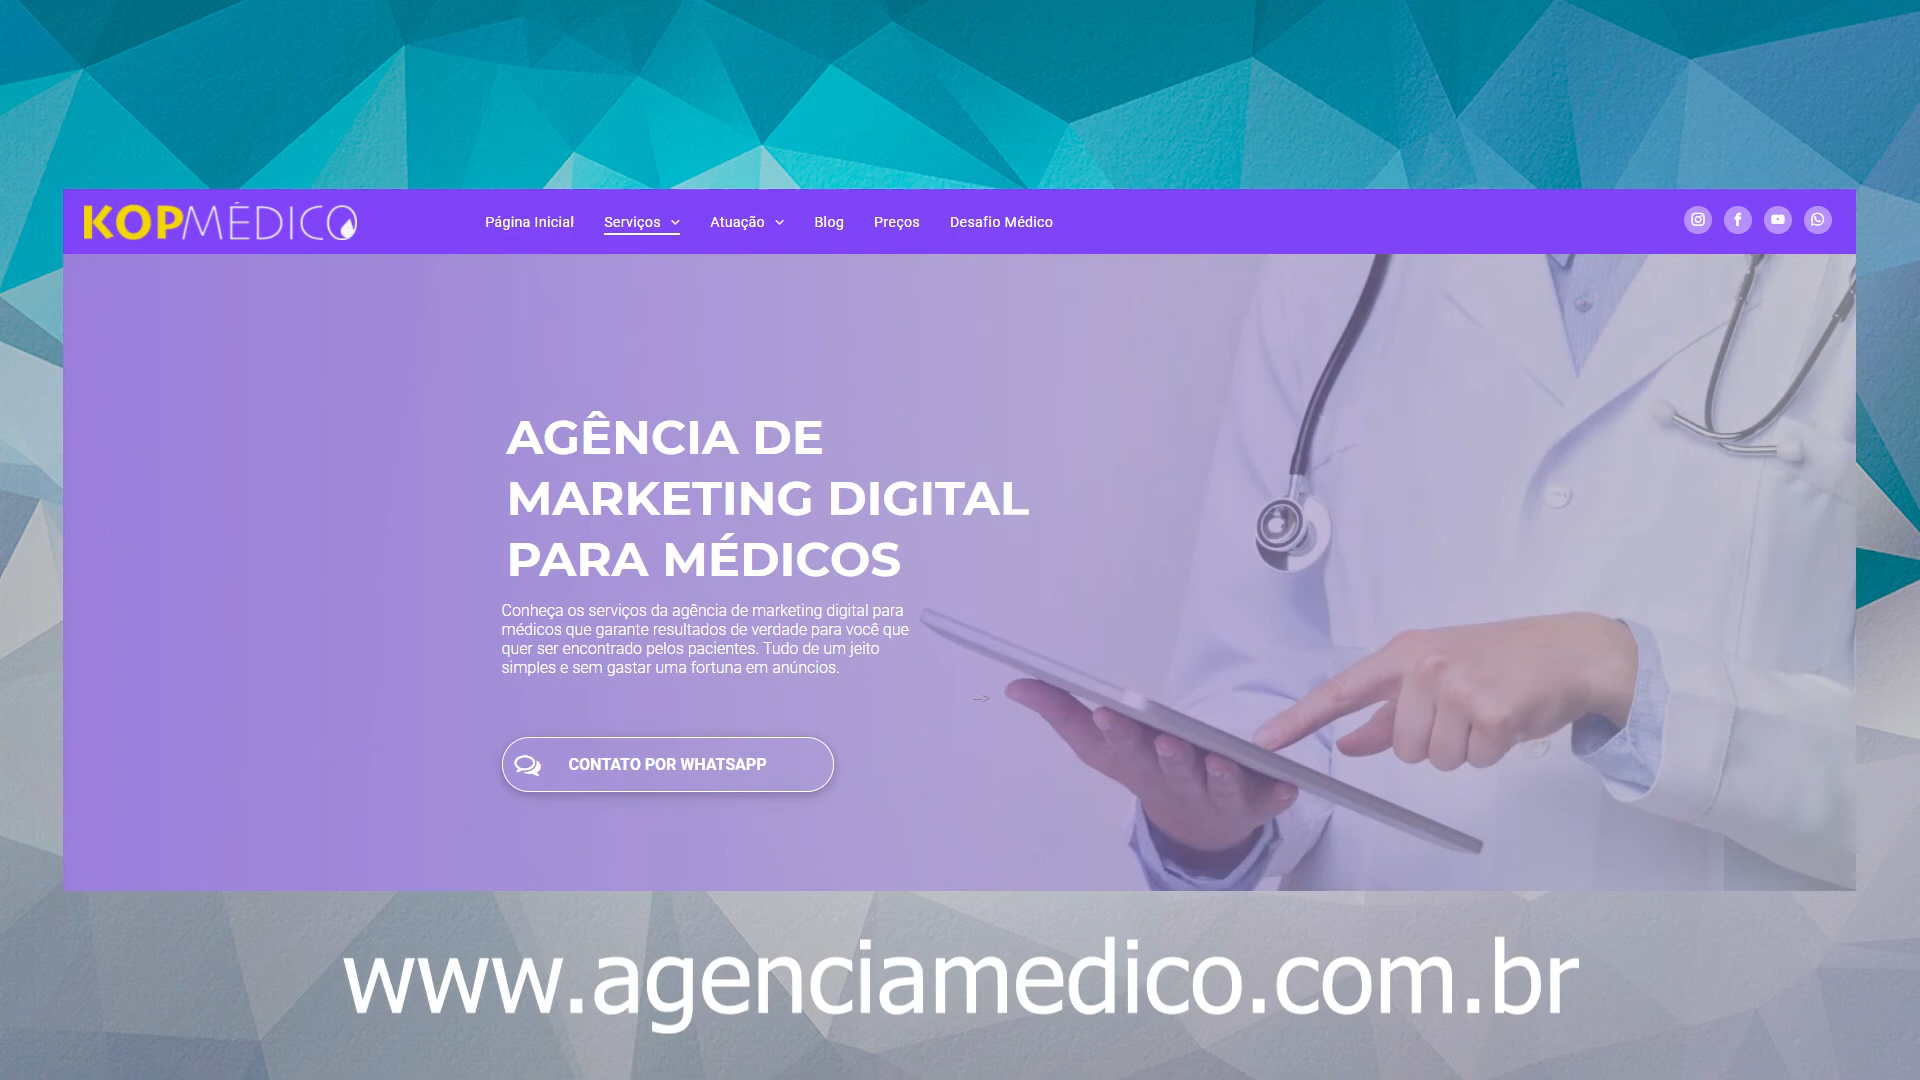 KOPMÉDICO
Página Inicial Serviços Atuação Blog Preços Desafio Médico
AGÊNCIA DE
MARKETING DIGITAL
PARA MÉDICOS
Conheça os serviços da agência de marketing digital para
médicos que garante resultados de verdade para você que
quer ser encontrado pelos pacientes. Tudo de um jeito
simples e sem gastar uma fortuna em anúncios.
-->
CONTATO POR WHATSAPP
www.agenciamedico.com.br